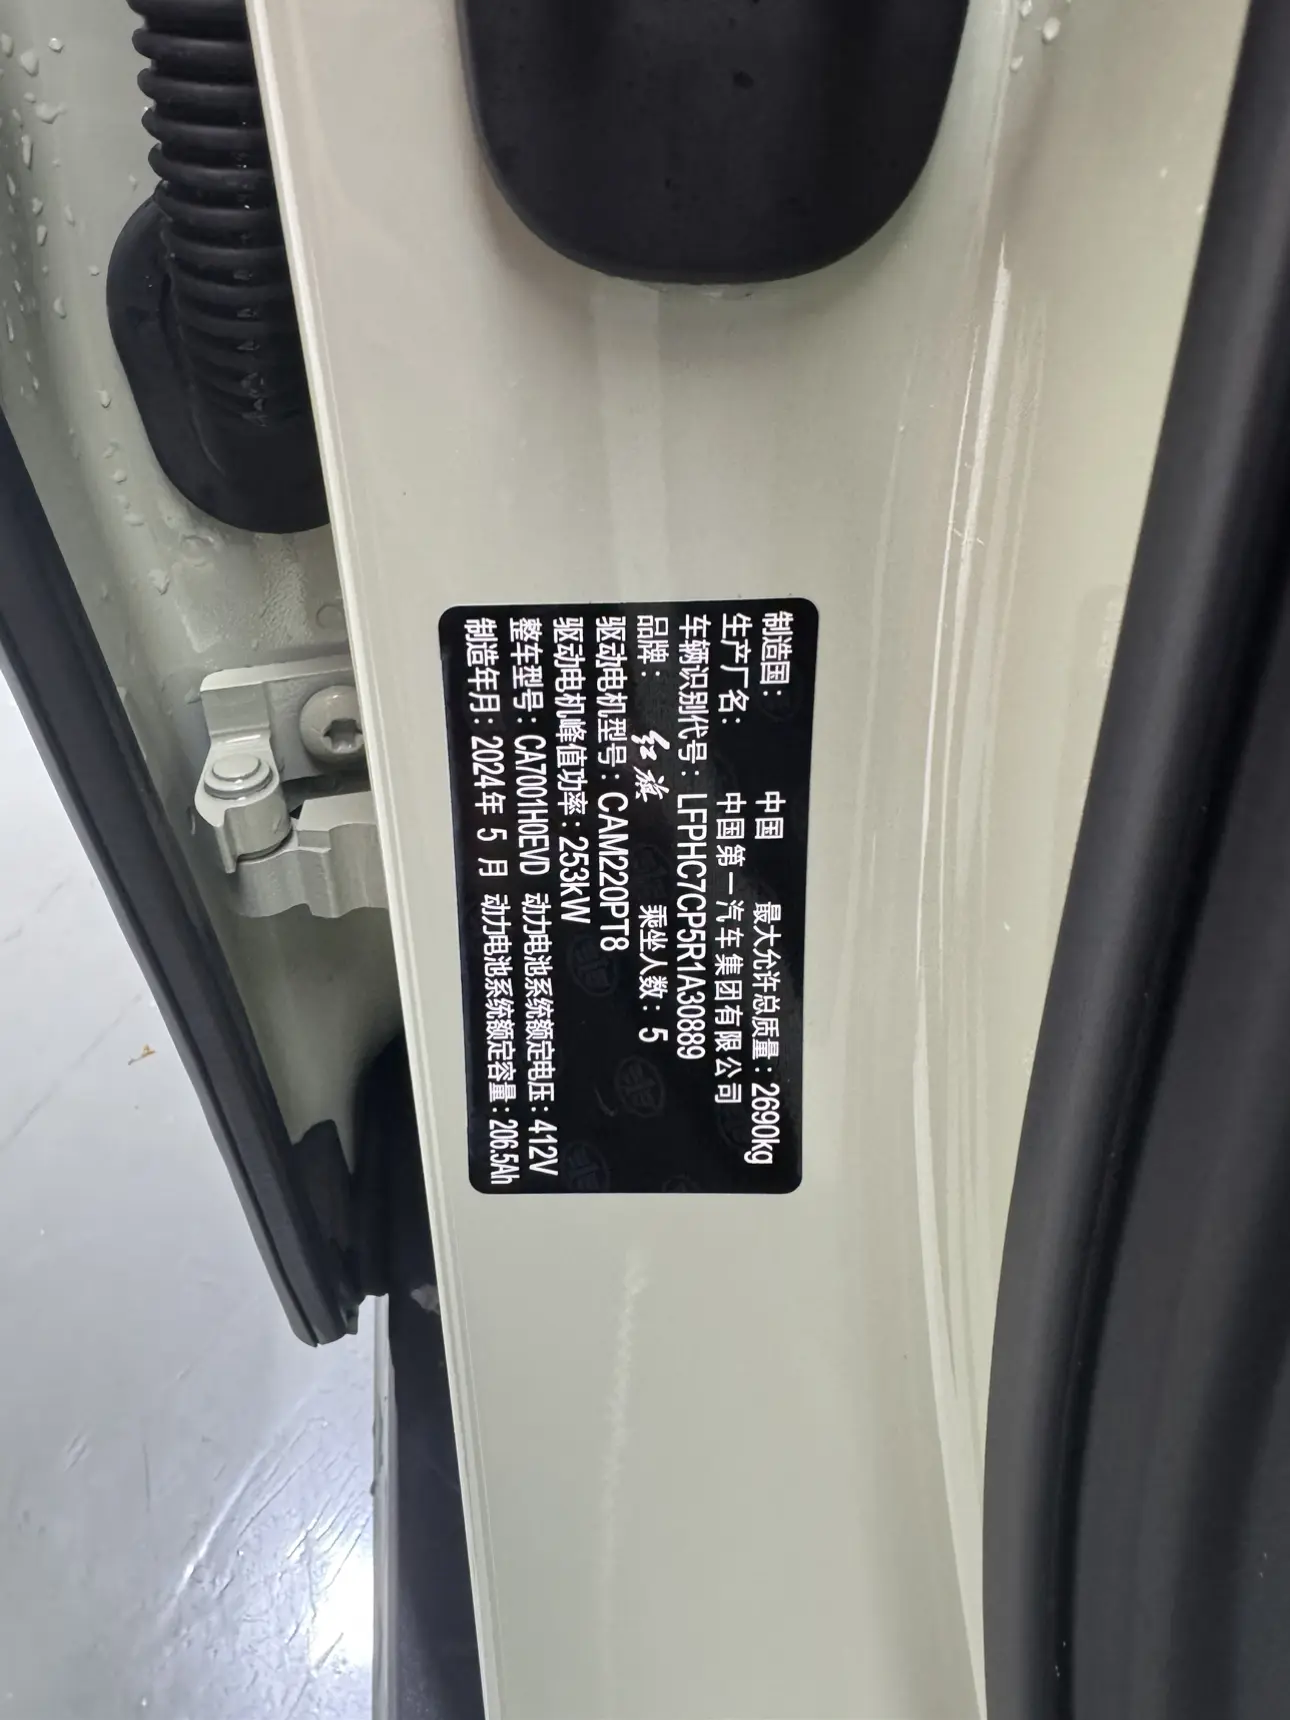 制造国： 中国 最大允许总质量：2690kg
生产厂名： 中国第一汽车集团有限公司
车辆识别代号：LFPHC7CP5R1A30889
品牌： 红旗 乘坐人数：5
驱动电机型号：CAM220PT8
驱动电机峰值功率：253kW
整车型号：CA7001H0EVD 动力电池系统额定电压：412V
制造年月：2024年 5 月 动力电池系统额定容量：206.5Ah